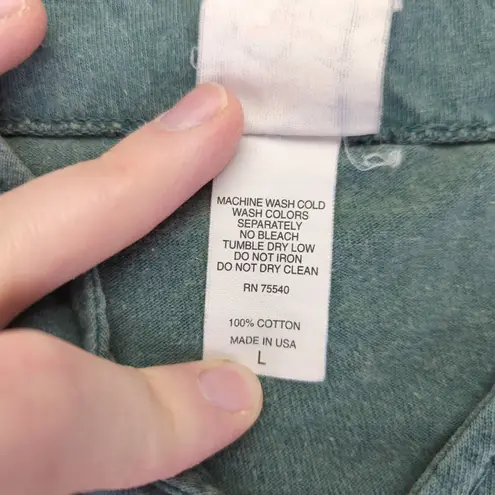 MACHINE WASH COLD
WASH COLORS
SEPARATELY
NO BLEACH
TUMBLE DRY LOW
DO NOT IRON
DO NOT DRY CLEAN
RN 75540
100% COTTON
MADE IN USA
L